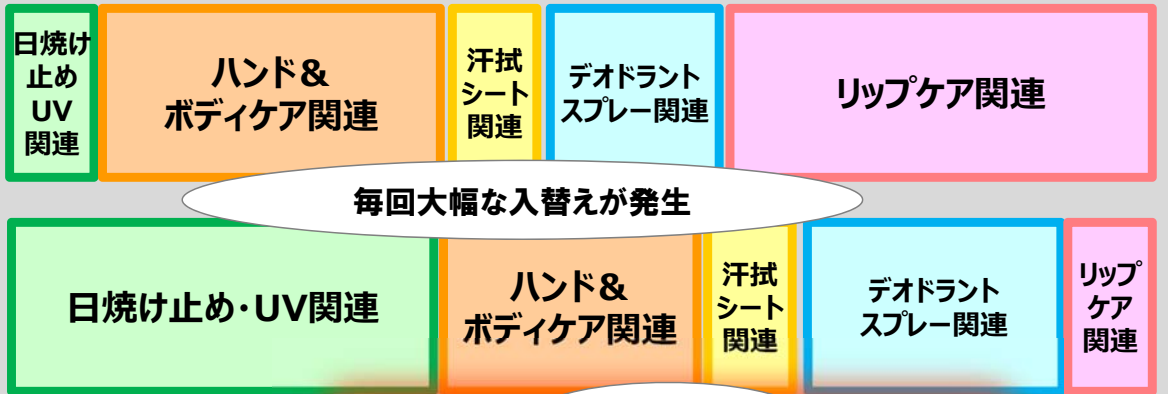 日焼け
止め
UV
関連
ハンド&
ボディケア関連
汗拭
シート
関連
デオドラント
スプレー関連
リップケア関連
毎回大幅な入替えが発生
日焼け止め・UV関連
ハンド&
ボディケア関連
汗拭
シート
関連
デオドラント
スプレー関連
リップ
ケア
関連